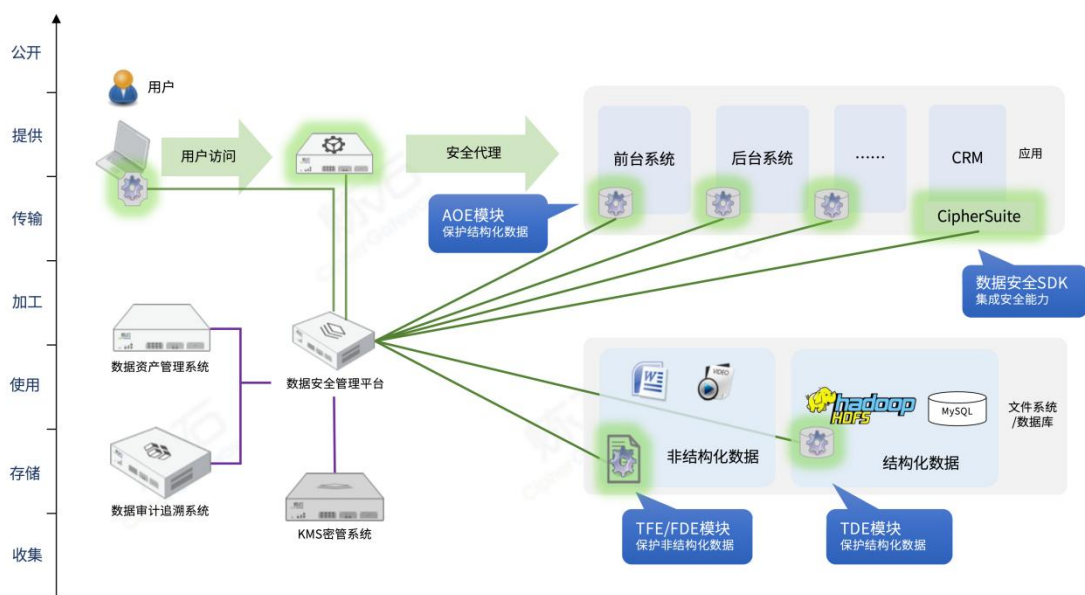 公开
提供
传输
加工
使用
存储
收集
用户
用户访问
安全代理
前台系统
后台系统
……
CRM
应用
AOE模块
保护结构化数据
CipherSuite
数据安全SDK
集成安全能力
数据资产管理系统
数据安全管理平台
数据审计追溯系统
KMS密管系统
W
VIDEO
非结构化数据
hadoop
HDFS
MySQL
结构化数据
文件系统
/数据库
TFE/FDE模块
保护非结构化数据
TDE模块
保护结构化数据